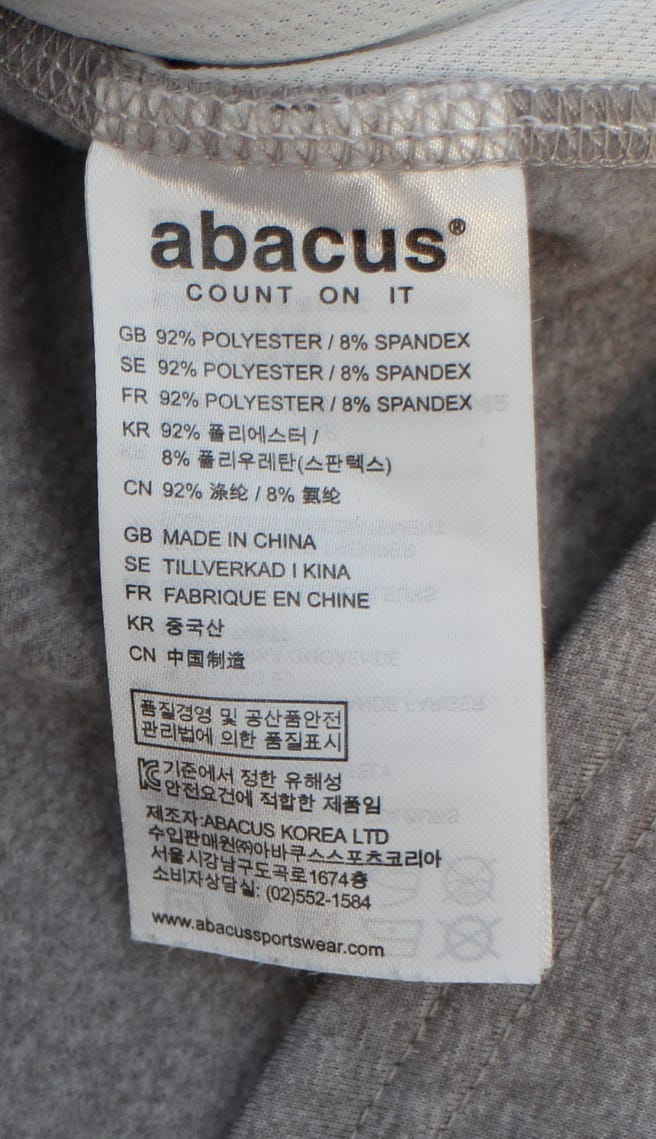 abacus®
COUNT ON IT
GB 92% POLYESTER / 8% SPANDEX
SE 92% POLYESTER / 8% SPANDEX
FR 92% POLYESTER / 8% SPANDEX
KR 92% 폴리에스터 /
8% 폴리우레탄(스판텍스)
CN 92% 涤纶 / 8% 氨纶
GB MADE IN CHINA
SE TILLVERKAD I KINA
FR FABRIQUE EN CHINE
KR 중국산
CN 中国制造
품질경영 및 공산품안전
관리법에 의한 품질표시
기준에서 정한 유해성
안전요건에 적합한 제품임
제조자:ABACUS KOREA LTD
수입판매원㈜아바쿠스스포츠코리아
서울시강남구도곡로1674층
소비자상담실: (02)552-1584
www.abacussportswear.com